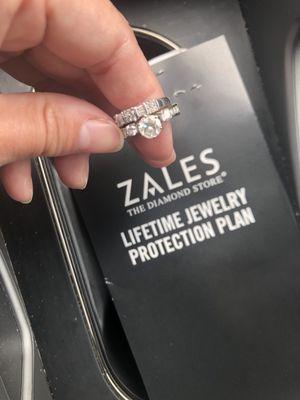 ZALES
THE DIAMOND STORE®
LIFETIME JEWELRY
PROTECTION PLAN